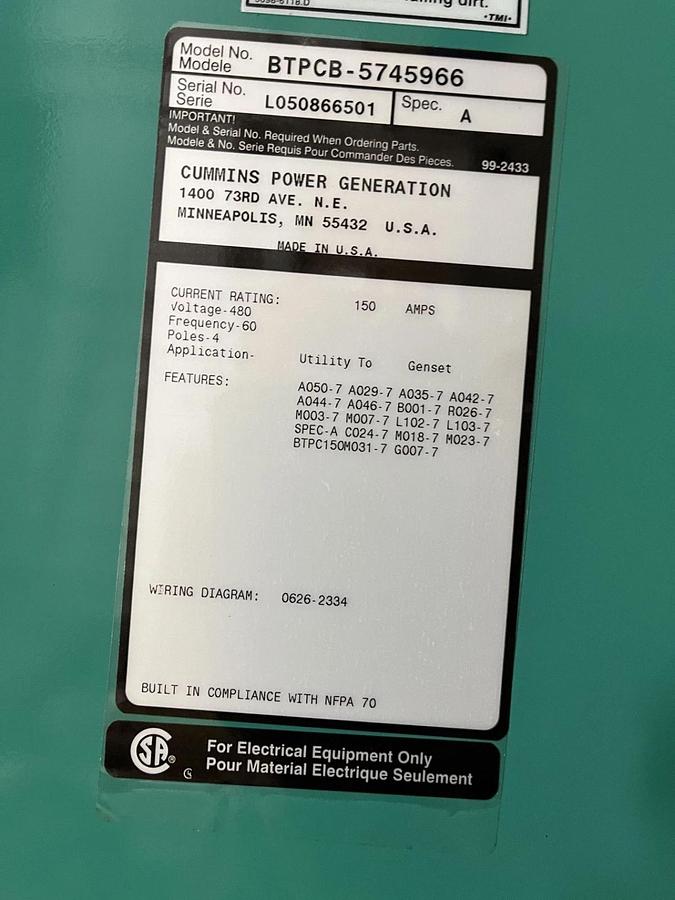 dirt.
·TMI·
Model No.
Modele
BTPCB-5745966
Serial No.
Serie
L050866501
Spec.
A
IMPORTANT!
Model & Serial No. Required When Ordering Parts.
Modele & No. Serie Requis Pour Commander Des Pieces.
99-2433
CUMMINS POWER GENERATION
1400 73RD AVE. N.E.
MINNEAPOLIS, MN 55432 U.S.A.
MADE IN U.S.A.
CURRENT RATING: 150 AMPS
Voltage-480
Frequency-60
Poles-4
Application- Utility To Genset
FEATURES:
A050-7 A029-7 A035-7 A042-7
A044-7 A046-7 B001-7 R026-7
M003-7 M007-7 L102-7 L103-7
SPEC-A C024-7 M018-7 M023-7
BTPC150M031-7 G007-7
WIRING DIAGRAM: 0626-2334
BUILT IN COMPLIANCE WITH NFPA 70
SA®
For Electrical Equipment Only
Pour Material Electrique Seulement